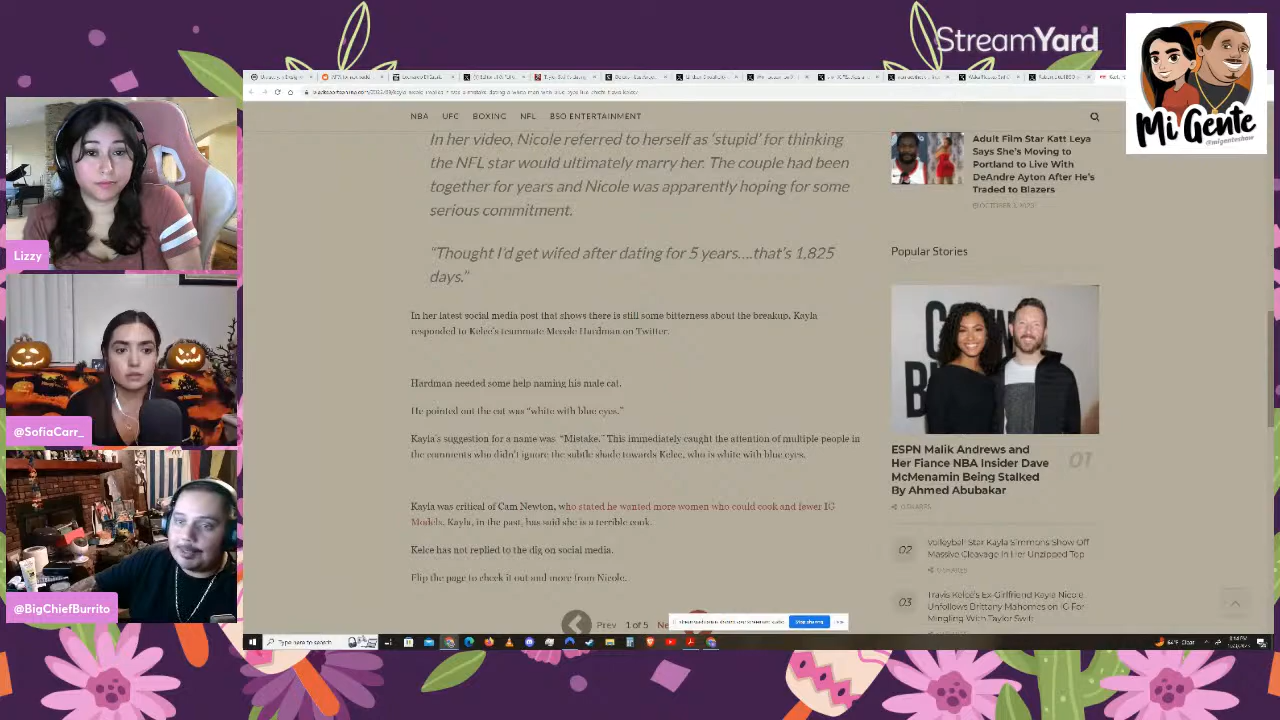 StreamYard
Mi Gente
@migenteshow
Lizzy
@SofiaCarr_
@BigChiefBurrito
NBA UFC BOXING NFL BSO ENTERTAINMENT
In her video, Nicole referred to herself as ‘stupid’ for thinking
the NFL star would ultimately marry her. The couple had been
together for years and Nicole was apparently hoping for some
serious commitment.
“Thought I’d get wifed after dating for 5 years….that’s 1,825
days.”
In her latest social media post that shows there is still some bitterness about the breakup, Kayla
responded to Kelce’s teammate Mecole Hardman on Twitter.
Hardman needed some help naming his male cat.
He pointed out the cat was “white with blue eyes.”
Kayla’s suggestion for a name was “Mistake.” This immediately caught the attention of multiple people in
the comments who didn’t ignore the subtle shade towards Kelce, who is white with blue eyes.
Kayla was critical of Cam Newton, who stated he wanted more women who could cook and fewer IG
Models. Kayla, in the past, has said she is a terrible cook.
Kelce has not replied to the dig on social media.
Flip the page to check it out and more from Nicole.
Prev 1 of 5
Stop sharing
Adult Film Star Katt Leya
Says She’s Moving to
Portland to Live With
DeAndre Ayton After He’s
Traded to Blazers
Popular Stories
ESPN Malik Andrews and
Her Fiance NBA Insider Dave
McMenamin Being Stalked
By Ahmed Abubakar
01
0 SHARES
02
Volleyball Star Kayla Simmons Show Off
Massive Cleavage In Her Unzipped Top
0 SHARES
03
Travis Kelce’s Ex-Girlfriend Kayla Nicole
Unfollows Brittany Mahomes on IG For
Mingling With Taylor Swift
Type here to search
64°F Clear